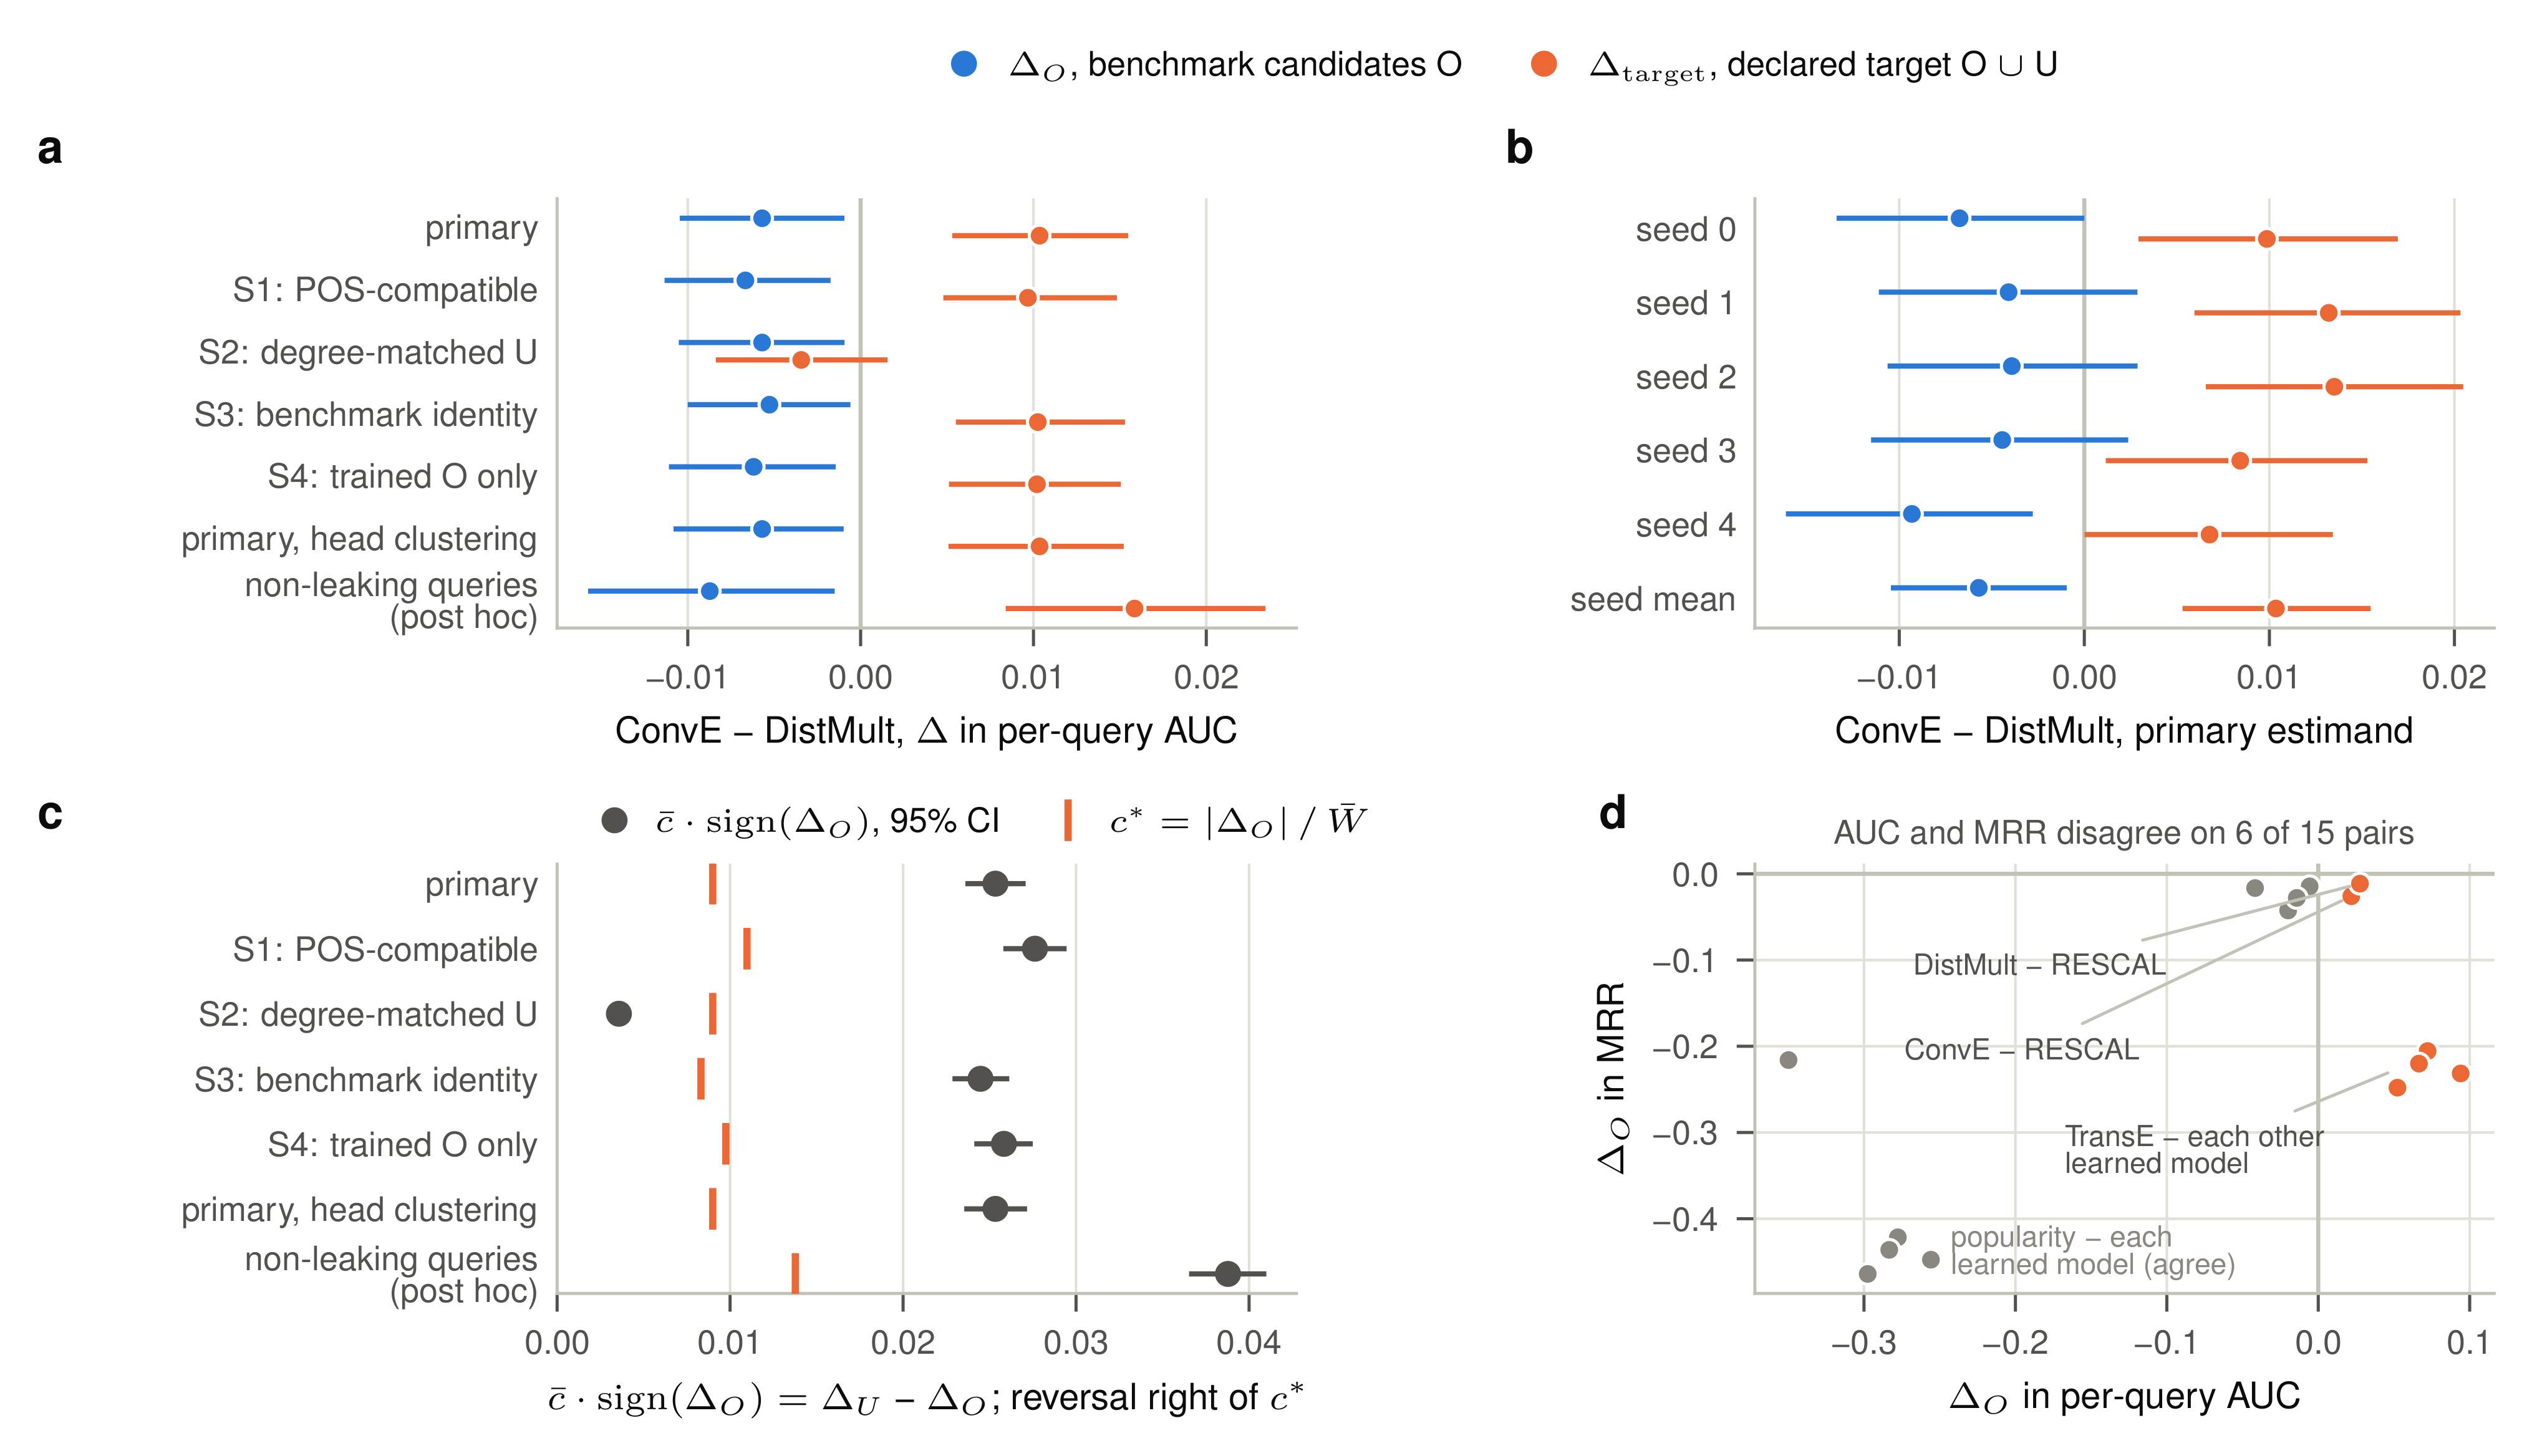 Δ_O, benchmark candidates O
Δ_target, declared target O ∪ U
a
primary
S1: POS-compatible
S2: degree-matched U
S3: benchmark identity
S4: trained O only
primary, head clustering
non-leaking queries
(post hoc)
−0.01 0.00 0.01 0.02
ConvE − DistMult, Δ in per-query AUC
b
seed 0
seed 1
seed 2
seed 3
seed 4
seed mean
−0.01 0.00 0.01 0.02
ConvE − DistMult, primary estimand
c
c̄ · sign(Δ_O), 95% CI
c* = |Δ_O| / W̄
primary
S1: POS-compatible
S2: degree-matched U
S3: benchmark identity
S4: trained O only
primary, head clustering
non-leaking queries
(post hoc)
0.00 0.01 0.02 0.03 0.04
c̄ · sign(Δ_O) = Δ_U − Δ_O; reversal right of c*
d
AUC and MRR disagree on 6 of 15 pairs
Δ_O in MRR
0.0
−0.1
−0.2
−0.3
−0.4
DistMult − RESCAL
ConvE − RESCAL
TransE − each other
learned model
popularity − each
learned model (agree)
−0.3 −0.2 −0.1 0.0 0.1
Δ_O in per-query AUC